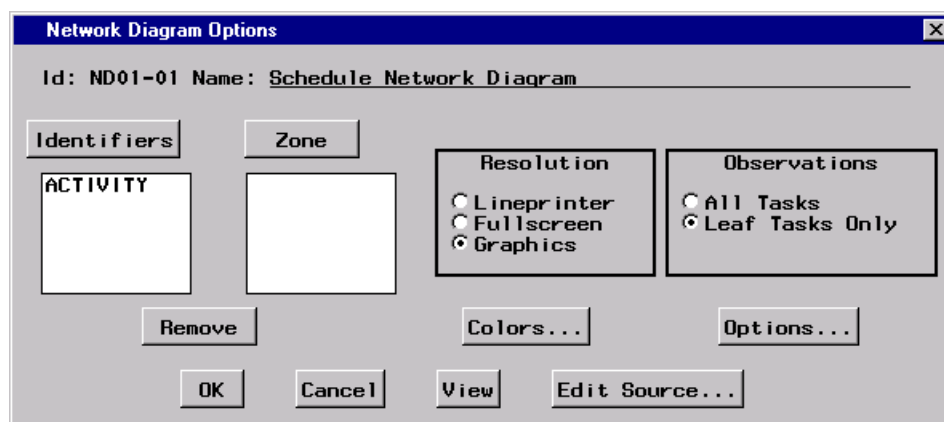 Network Diagram Options
Id: ND01-01 Name: Schedule Network Diagram
Identifiers
Zone
ACTIVITY
Resolution
Lineprinter
Fullscreen
Graphics
Observations
All Tasks
Leaf Tasks Only
Remove
Colors...
Options...
OK
Cancel
View
Edit Source...